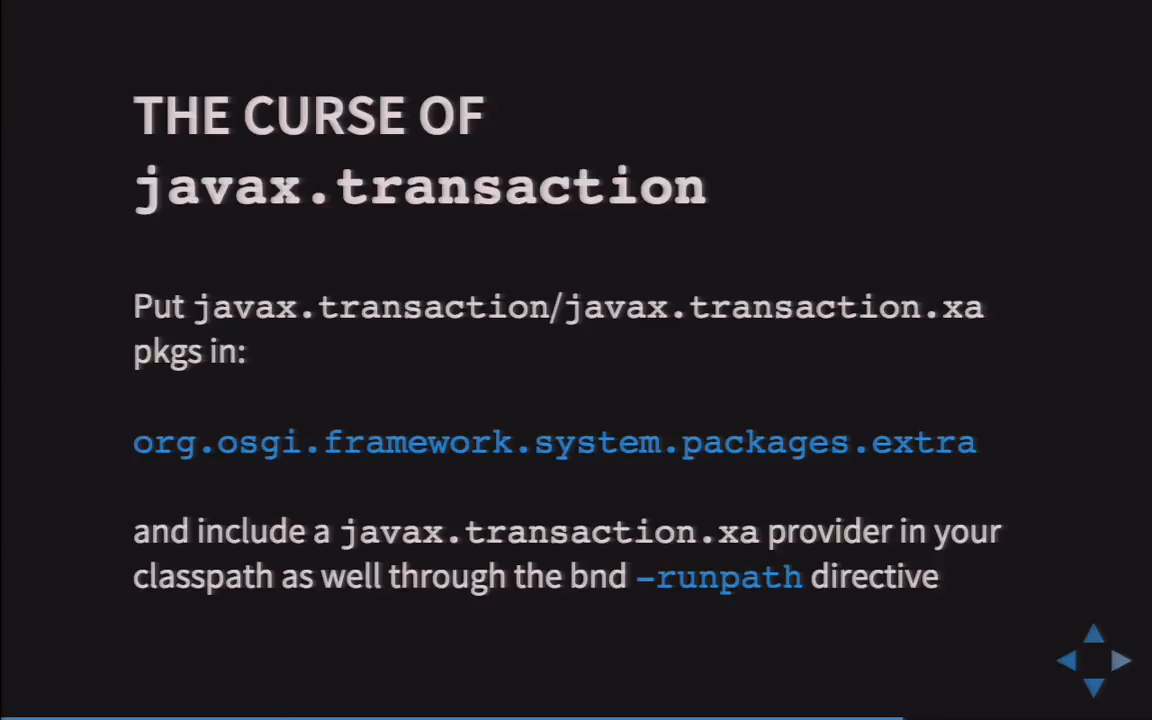 THE CURSE OF
javax.transaction
Put javax.transaction/javax.transaction.xa
pkgs in:
org.osgi.framework.system.packages.extra
and include a javax.transaction.xa provider in your
classpath as well through the bnd -runpath directive